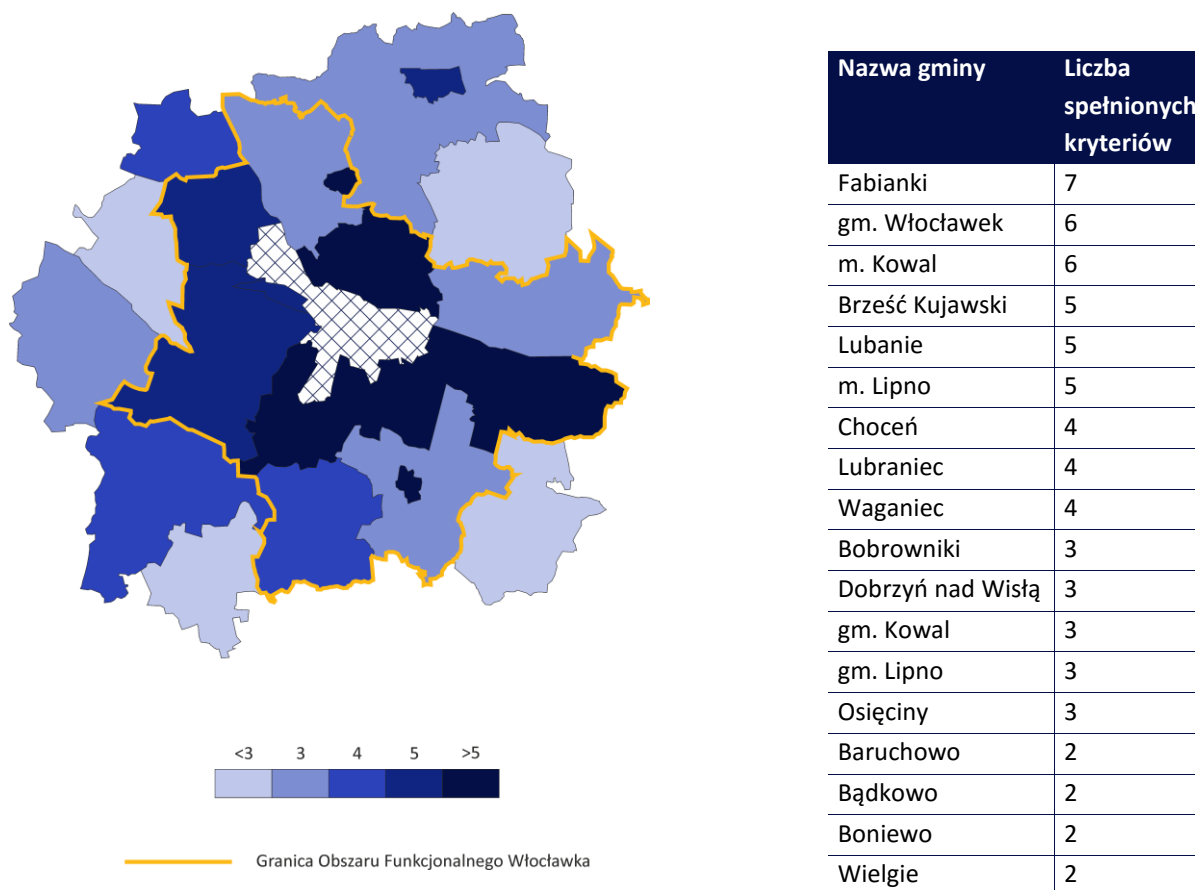 Nazwa gminy
Liczba
spełnionych
kryteriów
Fabianki 7
gm. Włocławek 6
m. Kowal 6
Brześć Kujawski 5
Lubanie 5
m. Lipno 5
Choceń 4
Lubraniec 4
Waganiec 4
Bobrowniki 3
Dobrzyń nad Wisłą 3
gm. Kowal 3
gm. Lipno 3
Osięciny 3
Baruchowo 2
Bądkowo 2
Boniewo 2
Wielgie 2
<3 3 4 5 >5
Granica Obszaru Funkcjonalnego Włocławka